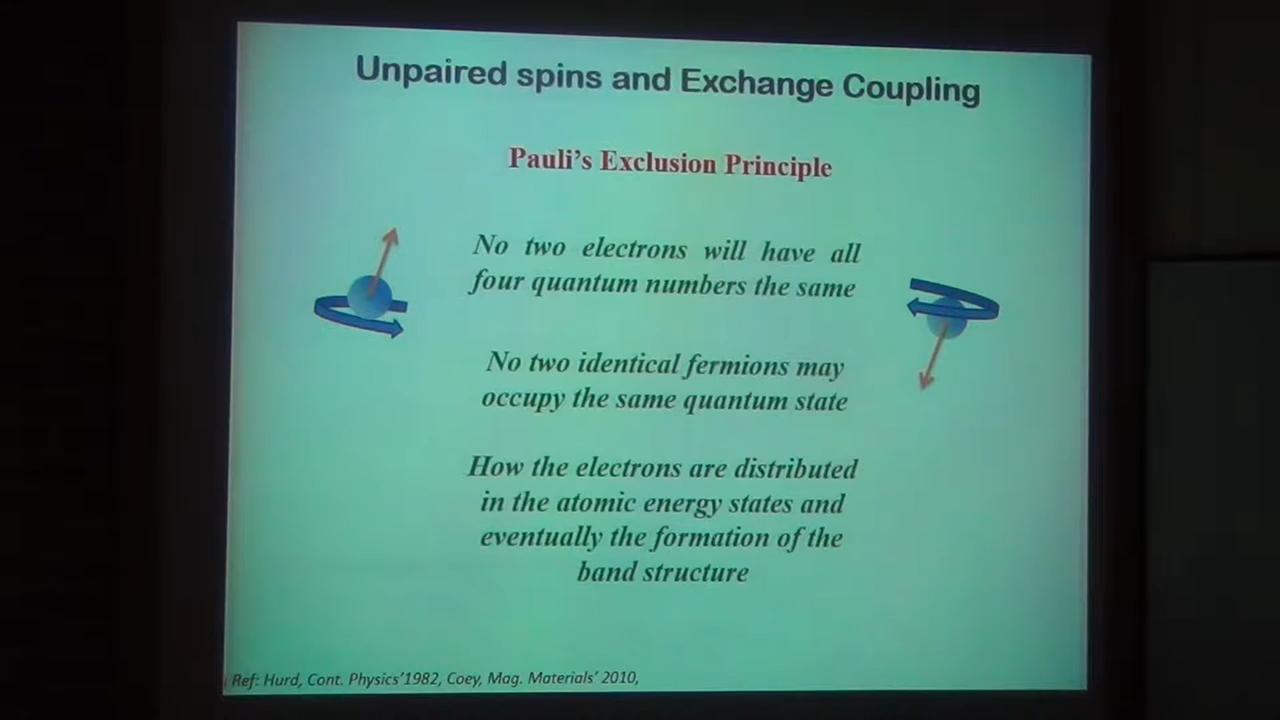 Unpaired spins and Exchange Coupling
Pauli's Exclusion Principle
No two electrons will have all
four quantum numbers the same
No two identical fermions may
occupy the same quantum state
How the electrons are distributed
in the atomic energy states and
eventually the formation of the
band structure
Ref: Hurd, Cont. Physics'1982, Coey, Mag. Materials' 2010,